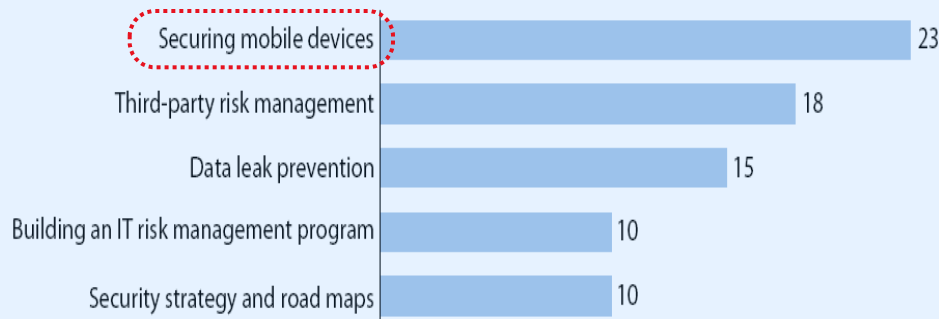 Securing mobile devices 23
Third-party risk management 18
Data leak prevention 15
Building an IT risk management program 10
Security strategy and road maps 10